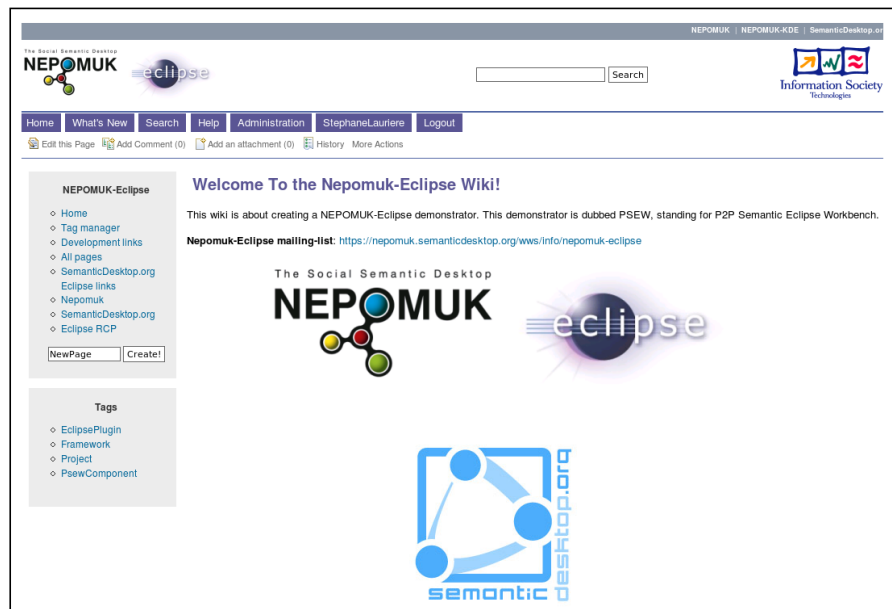 NEPOMUK | NEPOMUK-KDE | SemanticDesktop.or
The Social Semantic Desktop
NEPOMUK
eclipse
Search
Information Society
Technologies
Home What's New Search Help Administration StephaneLauriere Logout
Edit this Page Add Comment (0) Add an attachment (0) History More Actions
NEPOMUK-Eclipse
Home
Tag manager
Development links
All pages
SemanticDesktop.org
Eclipse links
Nepomuk
SemanticDesktop.org
Eclipse RCP
NewPage Create!
Tags
EclipsePlugin
Framework
Project
PsewComponent
Welcome To the Nepomuk-Eclipse Wiki!
This wiki is about creating a NEPOMUK-Eclipse demonstrator. This demonstrator is dubbed PSEW, standing for P2P Semantic Eclipse Workbench.
Nepomuk-Eclipse mailing-list: https://nepomuk.semanticdesktop.org/wws/info/nepomuk-eclipse
The Social Semantic Desktop
NEPOMUK
eclipse
semantic
desktop.org